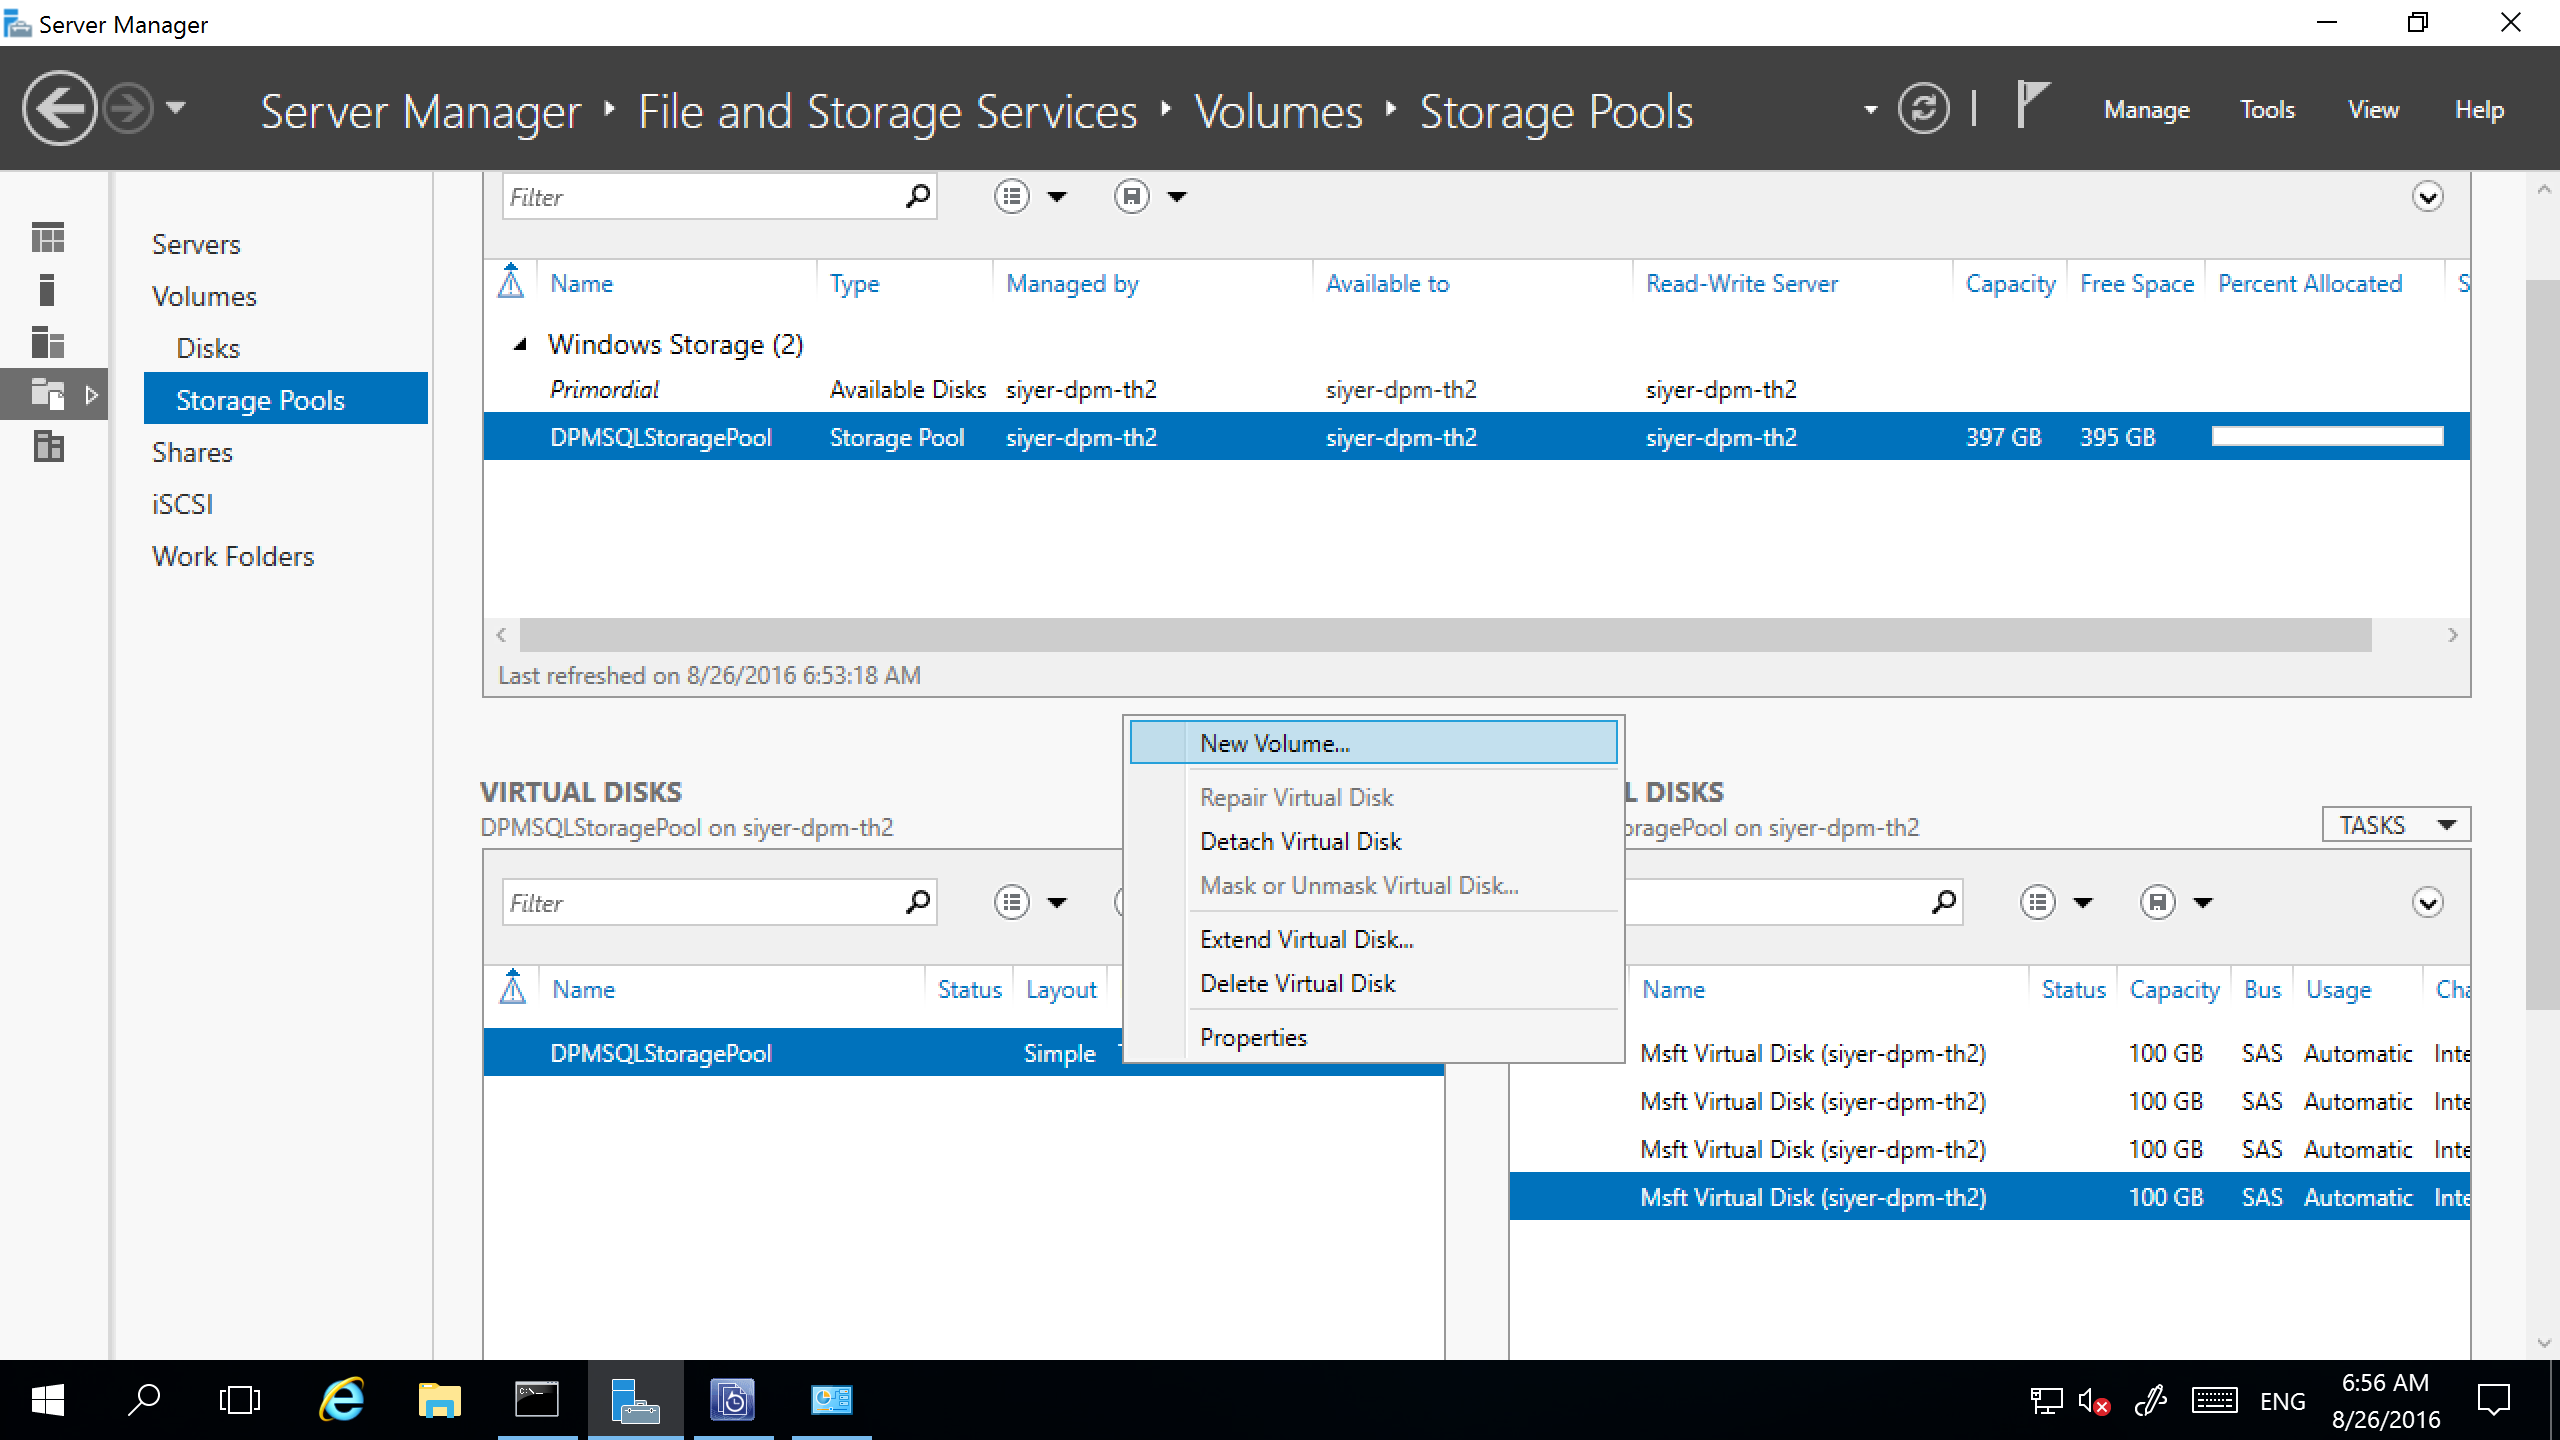 Server Manager
Server Manager ‣ File and Storage Services ‣ Volumes ‣ Storage Pools
Manage Tools View Help
Servers
Volumes
Disks
Storage Pools
Shares
iSCSI
Work Folders
Filter
Name Type Managed by Available to Read-Write Server Capacity Free Space Percent Allocated S
Windows Storage (2)
Primordial Available Disks siyer-dpm-th2 siyer-dpm-th2 siyer-dpm-th2
DPMSQLStoragePool Storage Pool siyer-dpm-th2 siyer-dpm-th2 siyer-dpm-th2 397 GB 395 GB
Last refreshed on 8/26/2016 6:53:18 AM
VIRTUAL DISKS
DPMSQLStoragePool on siyer-dpm-th2
Filter
Name Status Layout
DPMSQLStoragePool Simple
New Volume...
Repair Virtual Disk
Detach Virtual Disk
Mask or Unmask Virtual Disk...
Extend Virtual Disk...
Delete Virtual Disk
Properties
L DISKS
oragePool on siyer-dpm-th2
TASKS
Name Status Capacity Bus Usage Cha
Msft Virtual Disk (siyer-dpm-th2) 100 GB SAS Automatic Inte
Msft Virtual Disk (siyer-dpm-th2) 100 GB SAS Automatic Inte
Msft Virtual Disk (siyer-dpm-th2) 100 GB SAS Automatic Inte
Msft Virtual Disk (siyer-dpm-th2) 100 GB SAS Automatic Inte
ENG
6:56 AM
8/26/2016